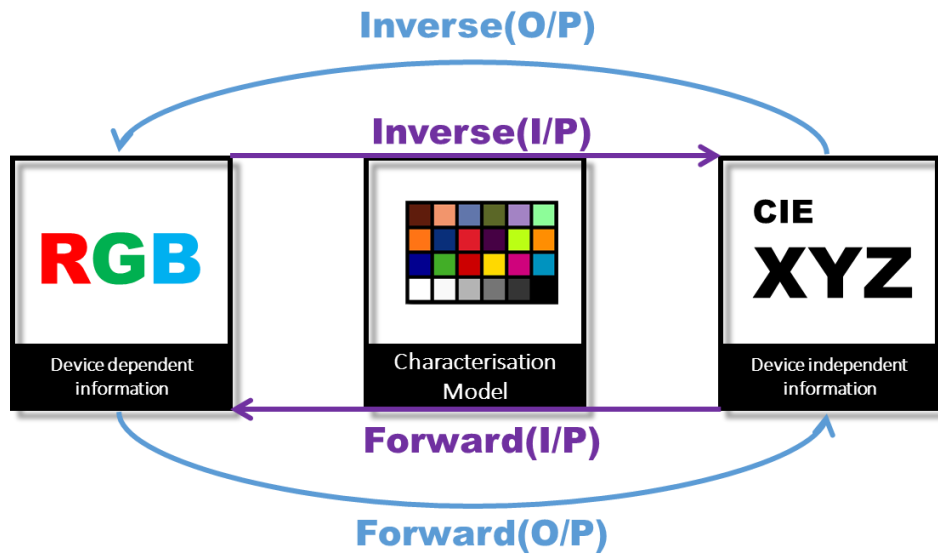 Inverse(O/P)
Inverse(I/P)
RGB
Device dependent
information
Characterisation
Model
CIE
XYZ
Device independent
information
Forward(I/P)
Forward(O/P)